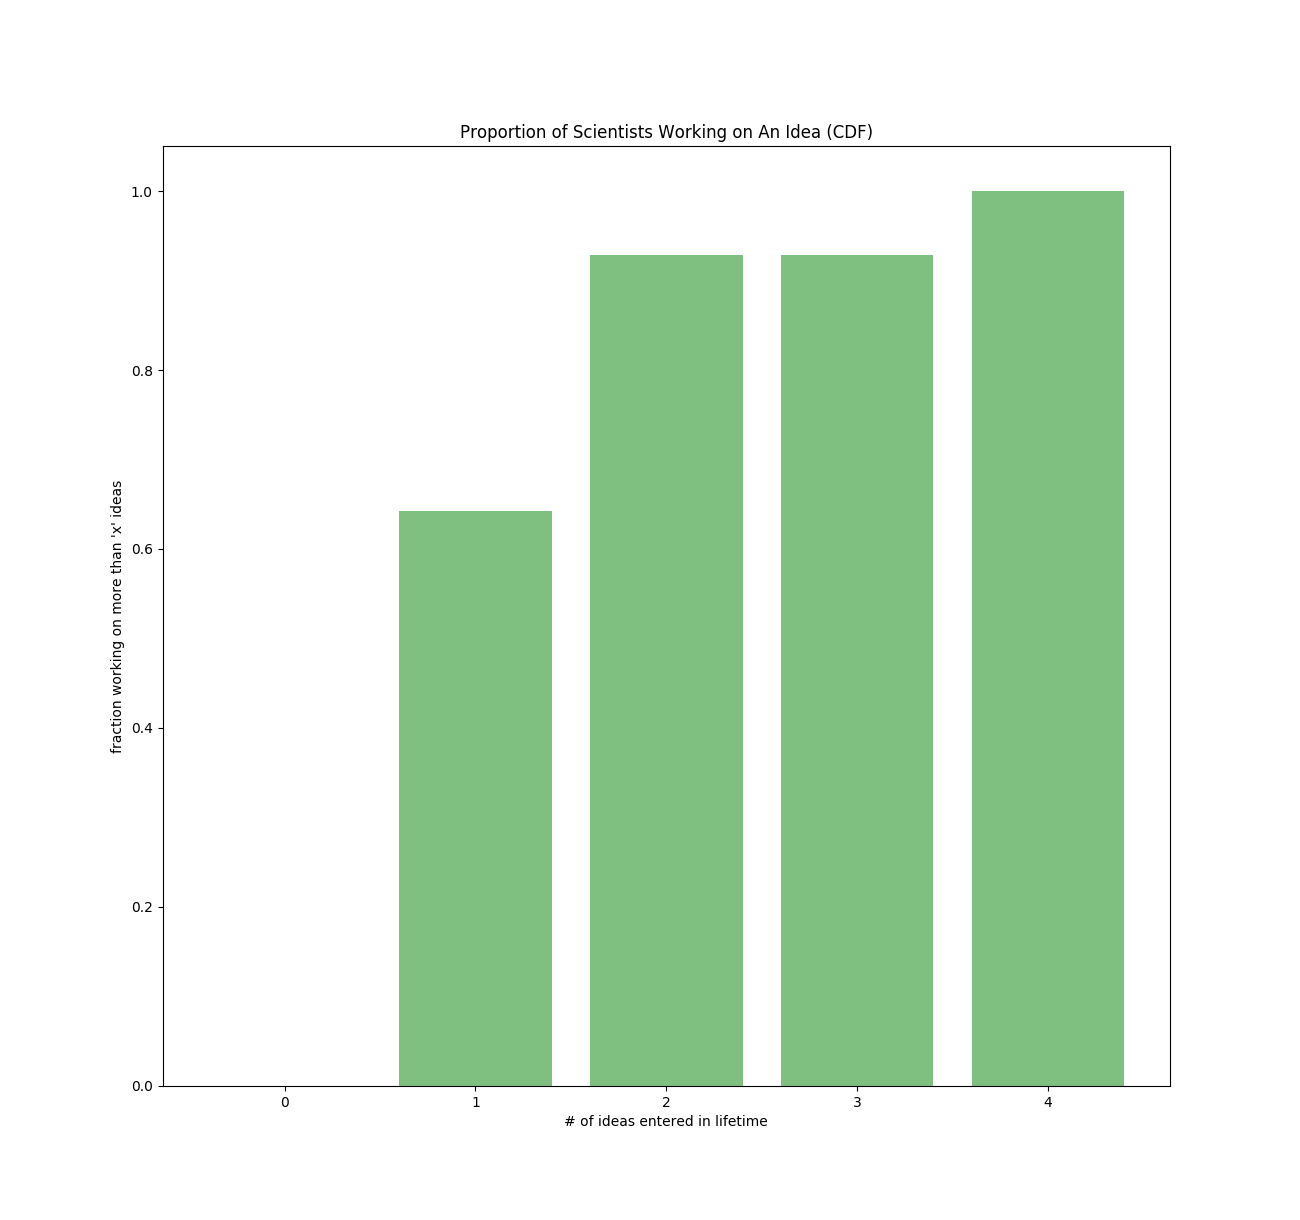 Proportion of Scientists Working on An Idea (CDF)
1.0
0.8
0.6
0.4
0.2
0.0
fraction working on more than 'x' ideas
0 1 2 3 4
# of ideas entered in lifetime